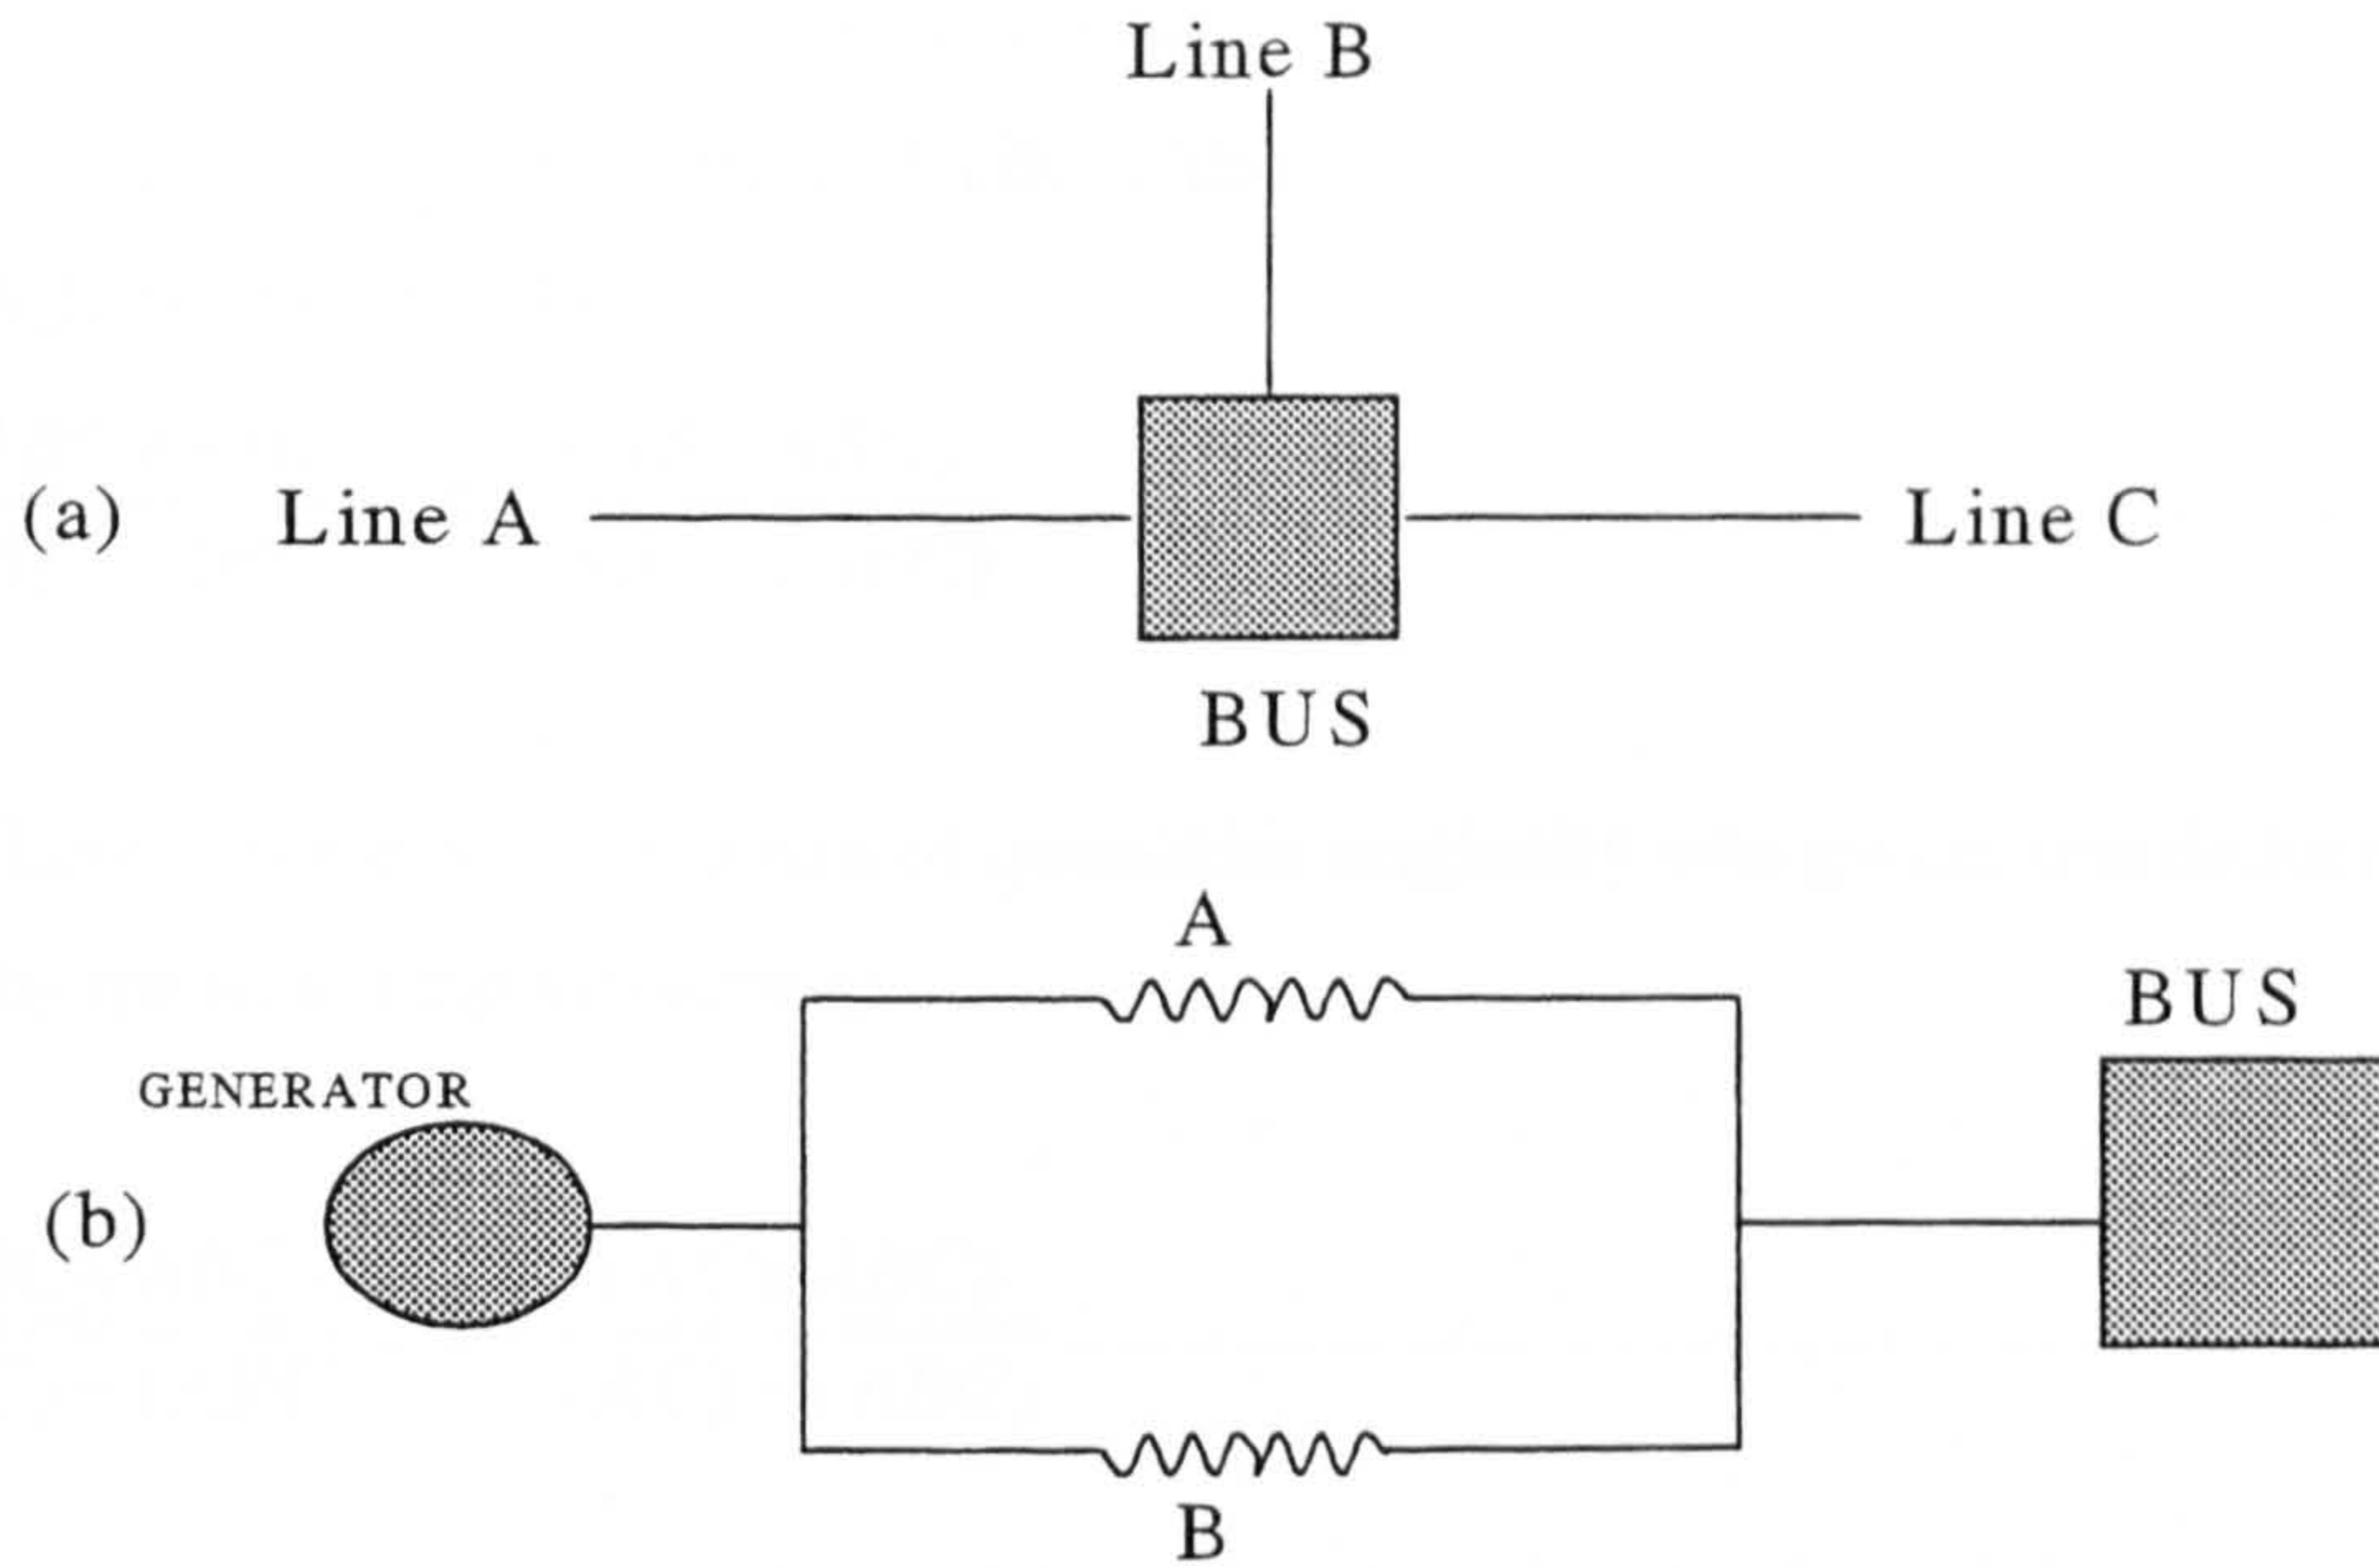 Line B
(a) Line A Line C
BUS
A
BUS
GENERATOR
(b)
B